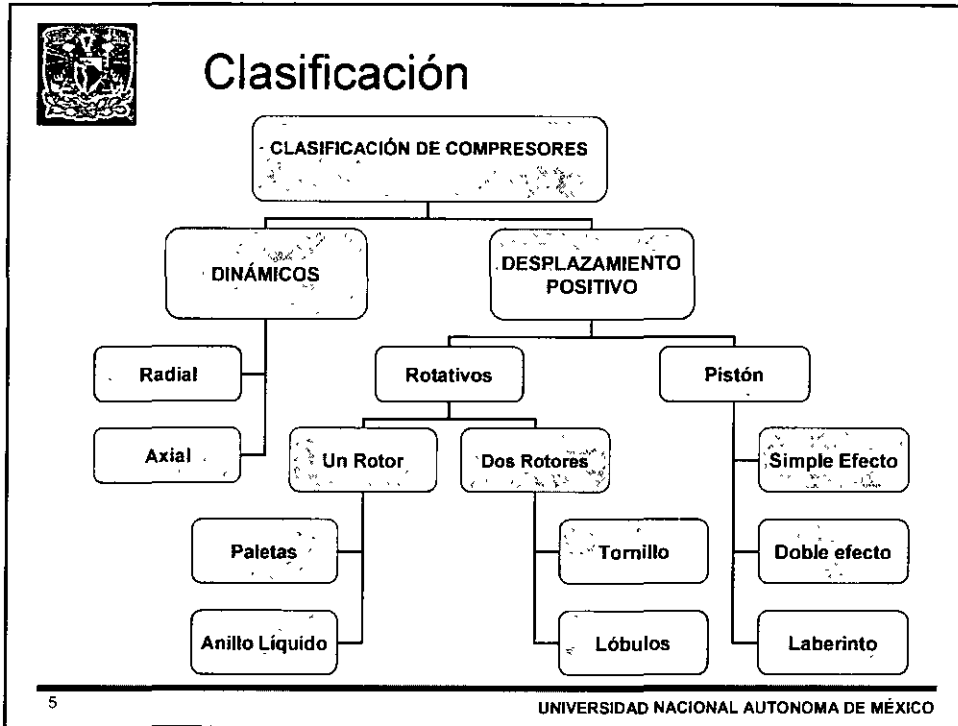 Clasificación
CLASIFICACIÓN DE COMPRESORES
DINÁMICOS
DESPLAZAMIENTO
POSITIVO
Radial
Rotativos
Pistón
Axial
Un Rotor
Dos Rotores
Simple Efecto
Paletas
Tornillo
Doble efecto
Anillo Líquido
Lóbulos
Laberinto
5
UNIVERSIDAD NACIONAL AUTONOMA DE MÉXICO